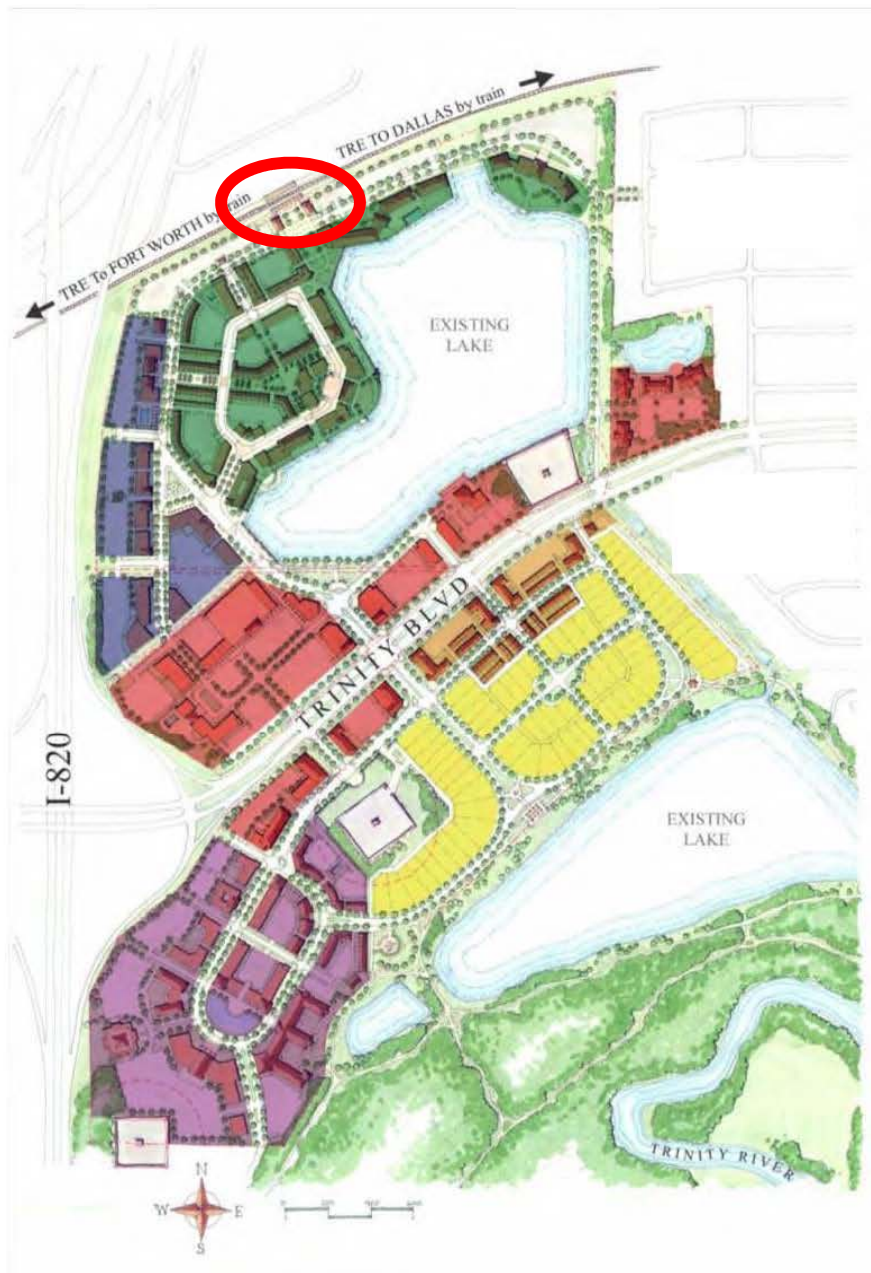 TRE TO DALLAS by train
TRE To FORT WORTH by train
EXISTING
LAKE
TRINITY BLVD
I-820
EXISTING
LAKE
TRINITY RIVER
N
W E
S
0